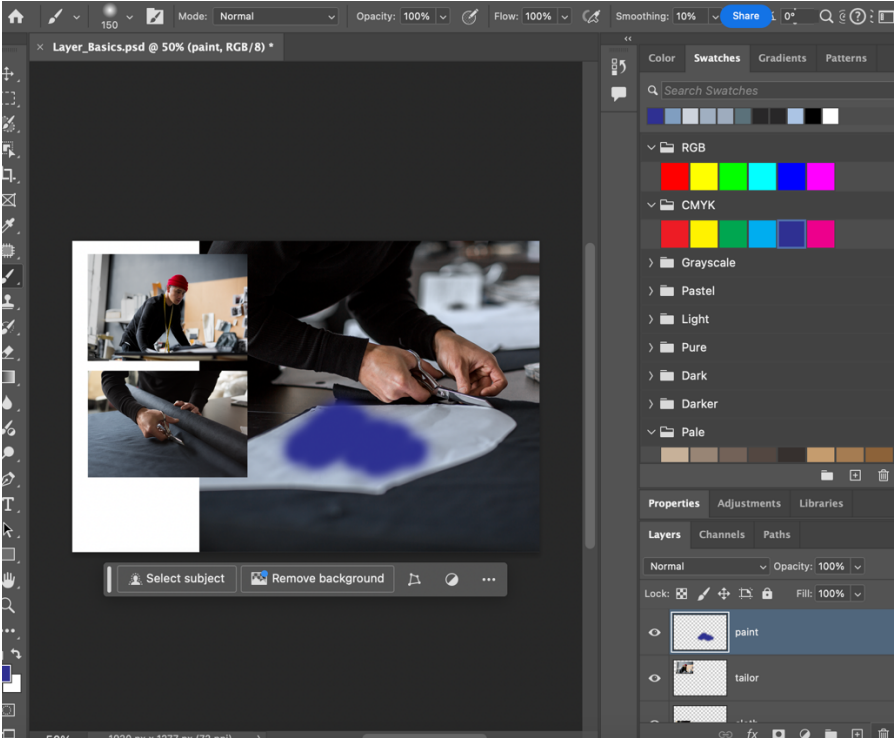 150
Mode: Normal
Opacity: 100%
Flow: 100%
Smoothing: 10%
Share
0°
× Layer_Basics.psd @ 50% (paint, RGB/8) *
Color Swatches Gradients Patterns
Search Swatches
RGB
CMYK
Grayscale
Pastel
Light
Pure
Dark
Darker
Pale
Select subject
Remove background
Properties Adjustments Libraries
Layers Channels Paths
Normal
Opacity: 100%
Lock:
Fill: 100%
paint
tailor
fx